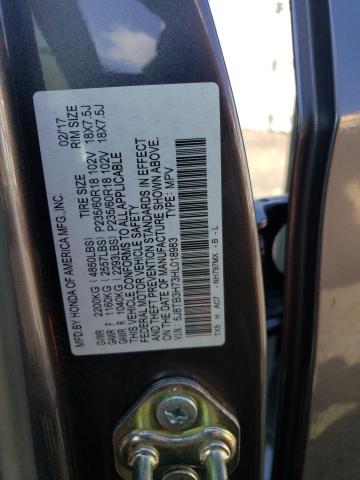 MFD.BY HONDA OF AMERICA MFG.,INC. 02/'17
TIRE SIZE RIM SIZE
GVWR 2200KG (4850LBS)
GAWR F 1160KG (2557LBS) P235/60R18 102V 18X7.5J
GAWR R 1040KG (2293LBS) P235/60R18 102V 18X7.5J
THIS VEHICLE CONFORMS TO ALL APPLICABLE
FEDERAL MOTOR VEHICLE SAFETY, BUMPER,
& THEFT PREVENTION STANDARDS IN EFFECT
ON THE DATE OF MANUFACTURE SHOWN ABOVE.
V I N: 5J8TB3H73HL018983 TYPE: MPV
TX5 H AC7 - NH797MX - B - L